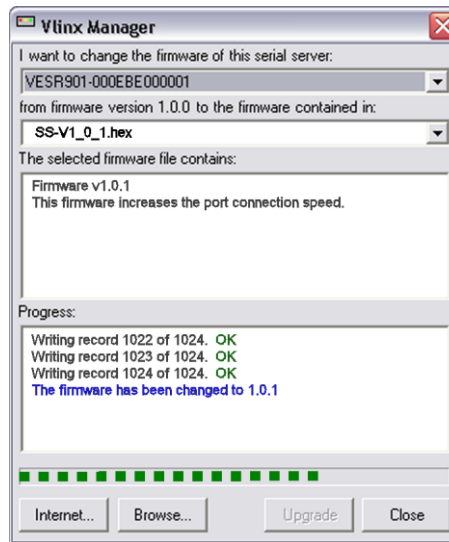 Vlinx Manager
I want to change the firmware of this serial server:
VESR901-000EBE000001
from firmware version 1.0.0 to the firmware contained in:
SS-V1_0_1.hex
The selected firmware file contains:
Firmware v1.0.1
This firmware increases the port connection speed.
Progress:
Writing record 1022 of 1024. OK
Writing record 1023 of 1024. OK
Writing record 1024 of 1024. OK
The firmware has been changed to 1.0.1
Internet... Browse... Upgrade Close